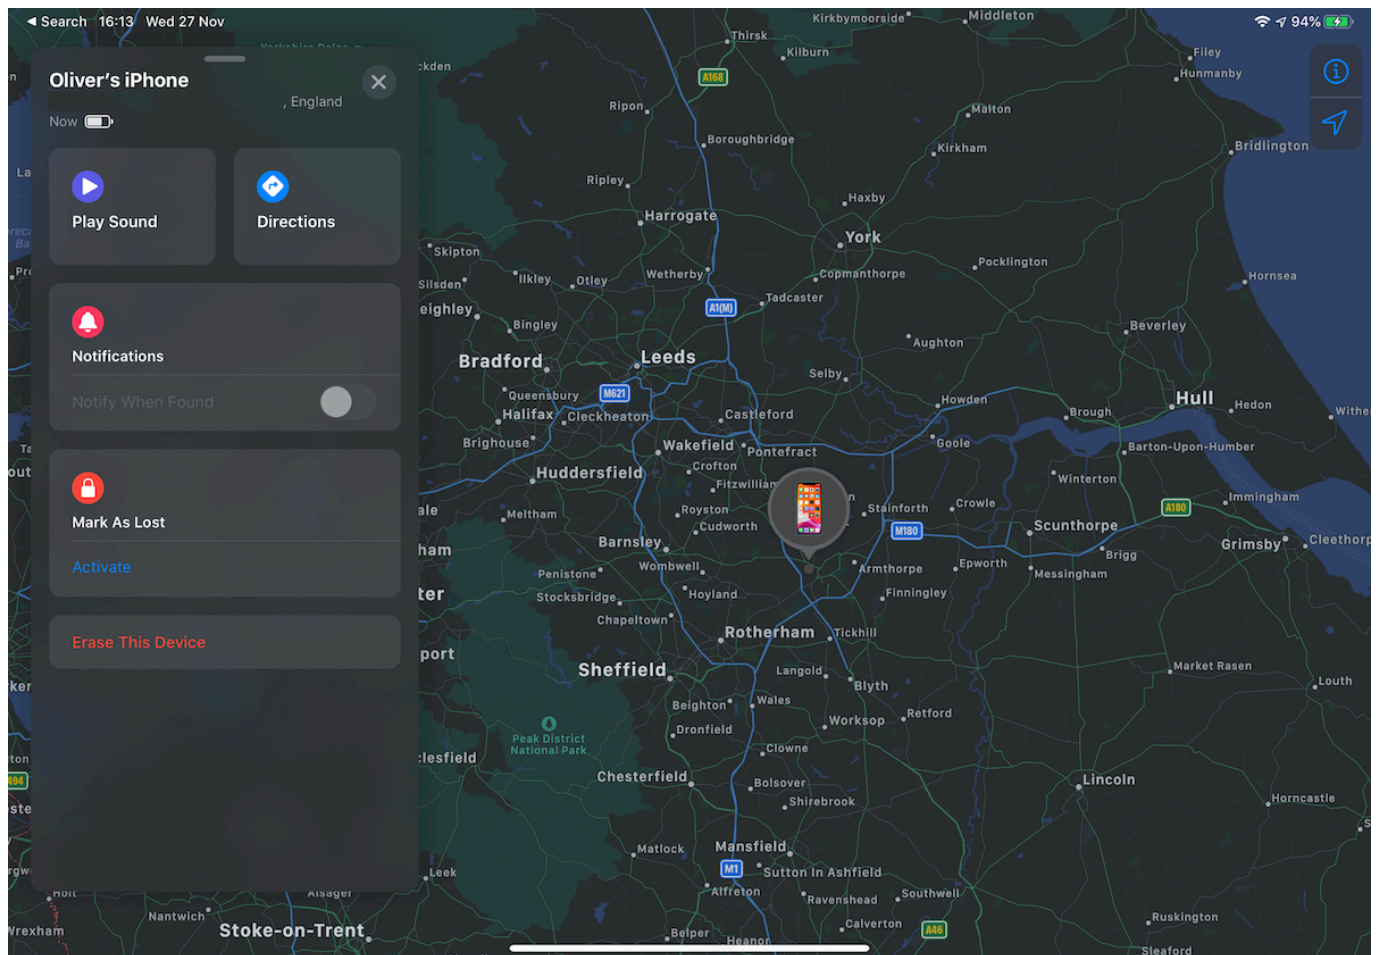 ◀ Search 16:13 Wed 27 Nov
94%
Oliver's iPhone
, England
Now
Play Sound
Directions
Notifications
Notify When Found
Mark As Lost
Activate
Erase This Device
Kirkbymoorside
Middleton
Thirsk
Kilburn
Filey
Hunmanby
A168
Ripon
Malton
Boroughbridge
Kirkham
Bridlington
Ripley
Haxby
Harrogate
York
Skipton
Pocklington
Wetherby
Copmanthorpe
Hornsea
Silsden
Ilkley
Otley
Tadcaster
A1(M)
eighley
Bingley
Beverley
Aughton
Bradford
Leeds
Selby
Queensbury
M621
Howden
Hull
Hedon
Halifax
Cleckheaton
Castleford
Brough
Withe
Brighouse
Wakefield
Pontefract
Goole
Barton-Upon-Humber
Huddersfield
Crofton
Fitzwilliam
Winterton
Immingham
Meltham
Royston
Stainforth
Crowle
A180
Cudworth
M180
Scunthorpe
Barnsley
Grimsby
Cleethorp
Brigg
Penistone
Wombwell
Armthorpe
Epworth
Messingham
Stocksbridge
Hoyland
Finningley
Chapeltown
Rotherham
Tickhill
Sheffield
Langold
Market Rasen
Louth
Blyth
Beighton
Wales
Worksop
Retford
Peak District
National Park
Dronfield
Clowne
clesfield
Chesterfield
Bolsover
Lincoln
Shirebrook
Horncastle
Matlock
Mansfield
Leek
M1
Sutton In Ashfield
Holt
Alsager
Alfreton
Ravenshead
Southwell
Nantwich
Stoke-on-Trent
Calverton
A46
Ruskington
Wrexham
Belper
Heanor
Sleaford